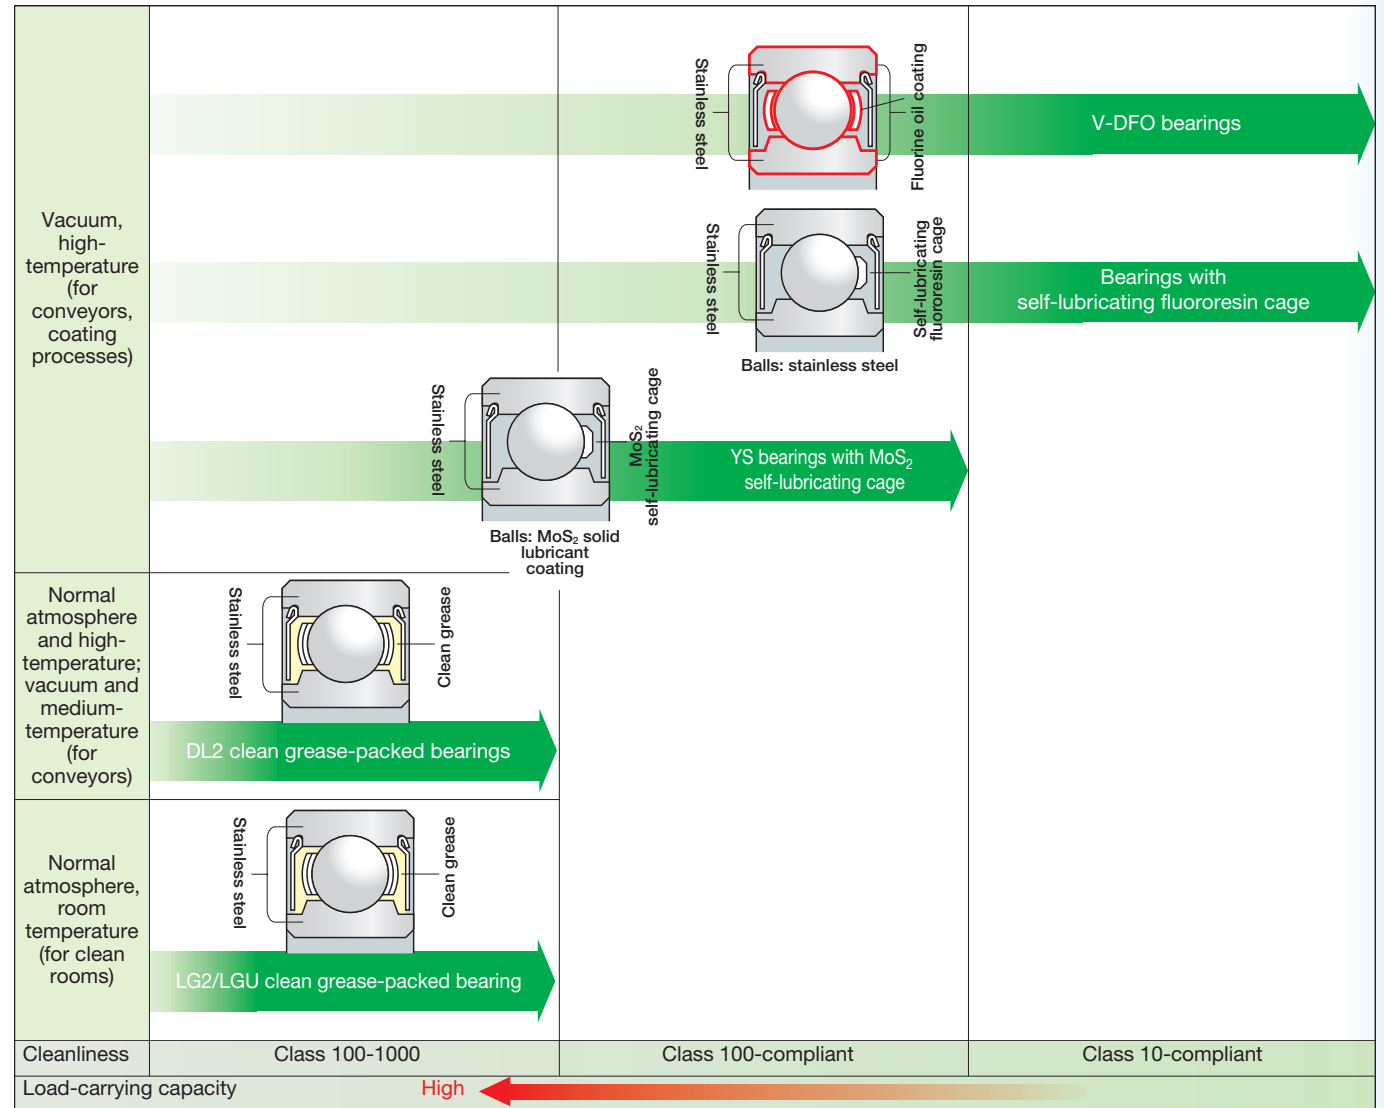 Vacuum,
high-
temperature
(for
conveyors,
coating
processes)
Stainless steel
Fluorine oil coating
V-DFO bearings
Stainless steel
Self-lubricating
fluororesin cage
Balls: stainless steel
Bearings with
self-lubricating fluororesin cage
Stainless steel
MoS₂
self-lubricating cage
Balls: MoS₂ solid
lubricant
coating
YS bearings with MoS₂
self-lubricating cage
Normal
atmosphere
and high-
temperature;
vacuum and
medium-
temperature
(for
conveyors)
Stainless steel
Clean grease
DL2 clean grease-packed bearings
Normal
atmosphere,
room
temperature
(for clean
rooms)
Stainless steel
Clean grease
LG2/LGU clean grease-packed bearing
Cleanliness
Class 100-1000
Class 100-compliant
Class 10-compliant
Load-carrying capacity
High